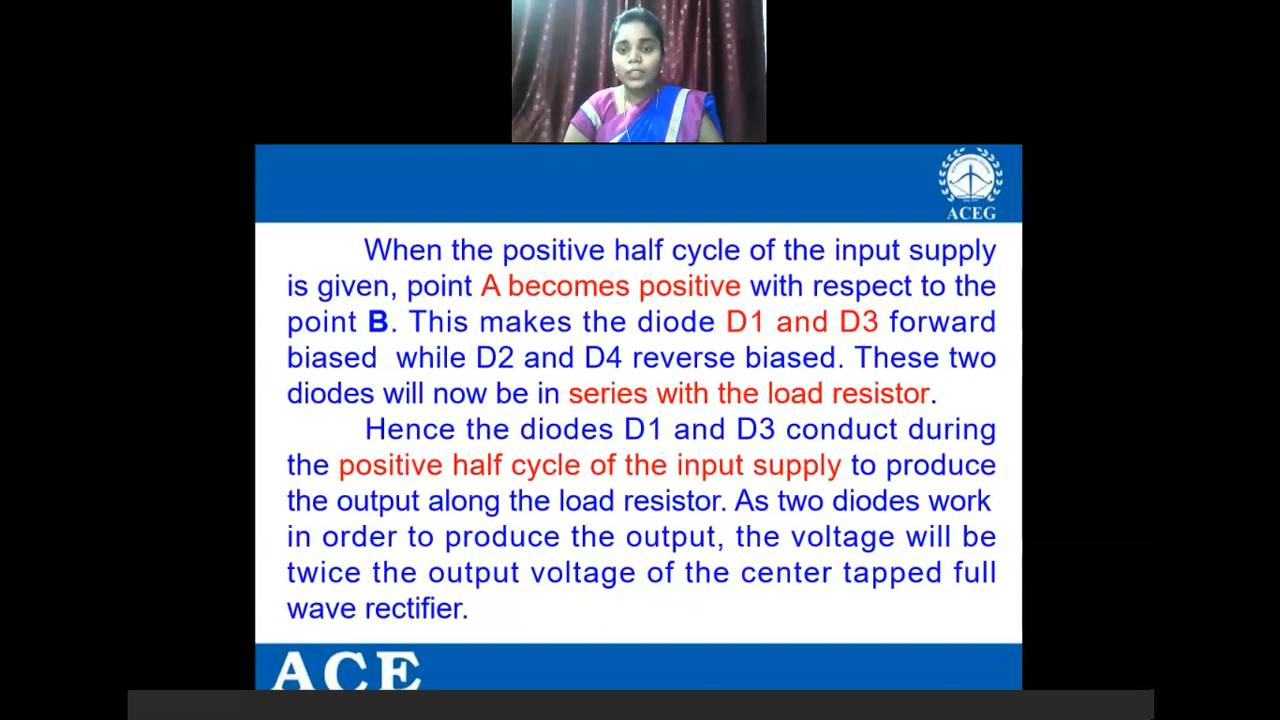 ACEG
When the positive half cycle of the input supply
is given, point A becomes positive with respect to the
point B. This makes the diode D1 and D3 forward
biased while D2 and D4 reverse biased. These two
diodes will now be in series with the load resistor.
Hence the diodes D1 and D3 conduct during
the positive half cycle of the input supply to produce
the output along the load resistor. As two diodes work
in order to produce the output, the voltage will be
twice the output voltage of the center tapped full
wave rectifier.
ACE